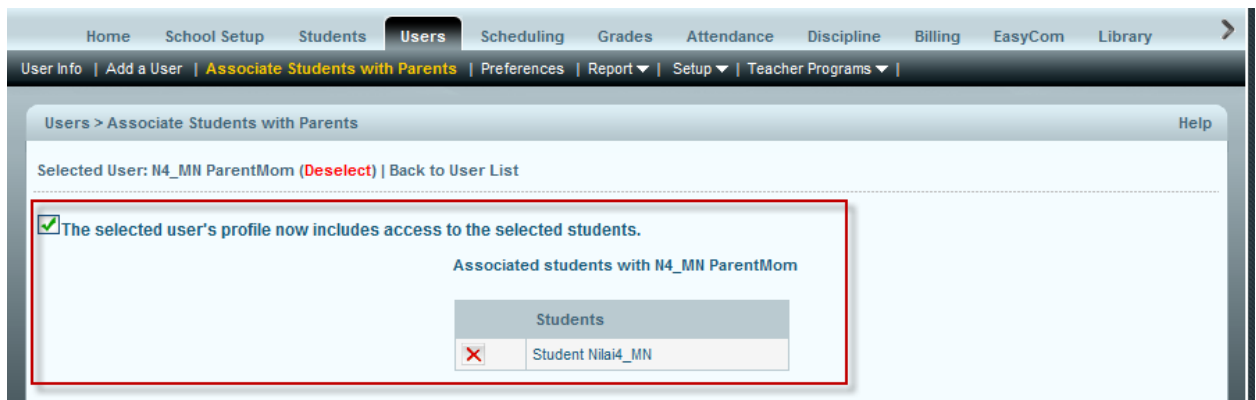 Home School Setup Students Users Scheduling Grades Attendance Discipline Billing EasyCom Library
User Info | Add a User | Associate Students with Parents | Preferences | Report | Setup | Teacher Programs |
Users > Associate Students with Parents Help
Selected User: N4_MN ParentMom (Deselect) | Back to User List
The selected user's profile now includes access to the selected students.
Associated students with N4_MN ParentMom
Students
Student Nilai4_MN